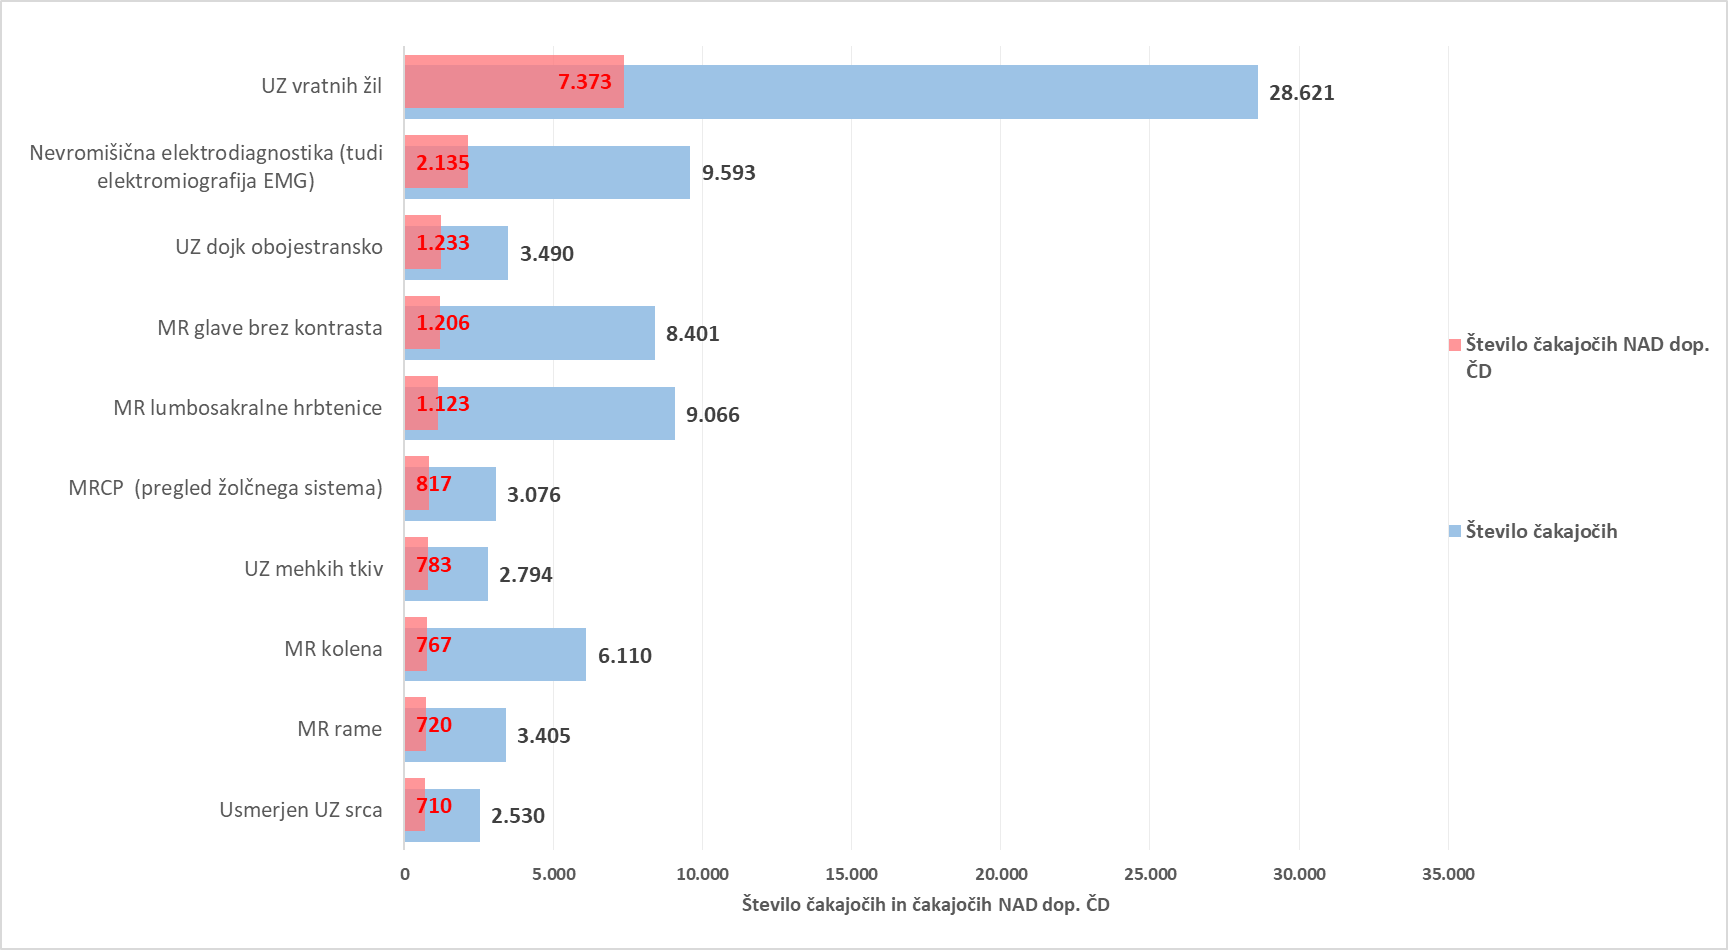 UZ vratnih žil
7.373
28.621
Nevromišična elektrodiagnostika (tudi
elektromiografija EMG)
2.135
9.593
UZ dojk obojestransko
1.233
3.490
MR glave brez kontrasta
1.206
8.401
MR lumbosakralne hrbtenice
1.123
9.066
MRCP  (pregled žolčnega sistema)
817
3.076
UZ mehkih tkiv
783
2.794
MR kolena
767
6.110
MR rame
720
3.405
Usmerjen UZ srca
710
2.530
0
5.000
10.000
15.000
20.000
25.000
30.000
35.000
Število čakajočih in čakajočih NAD dop. ČD
Število čakajočih NAD dop.
ČD
Število čakajočih